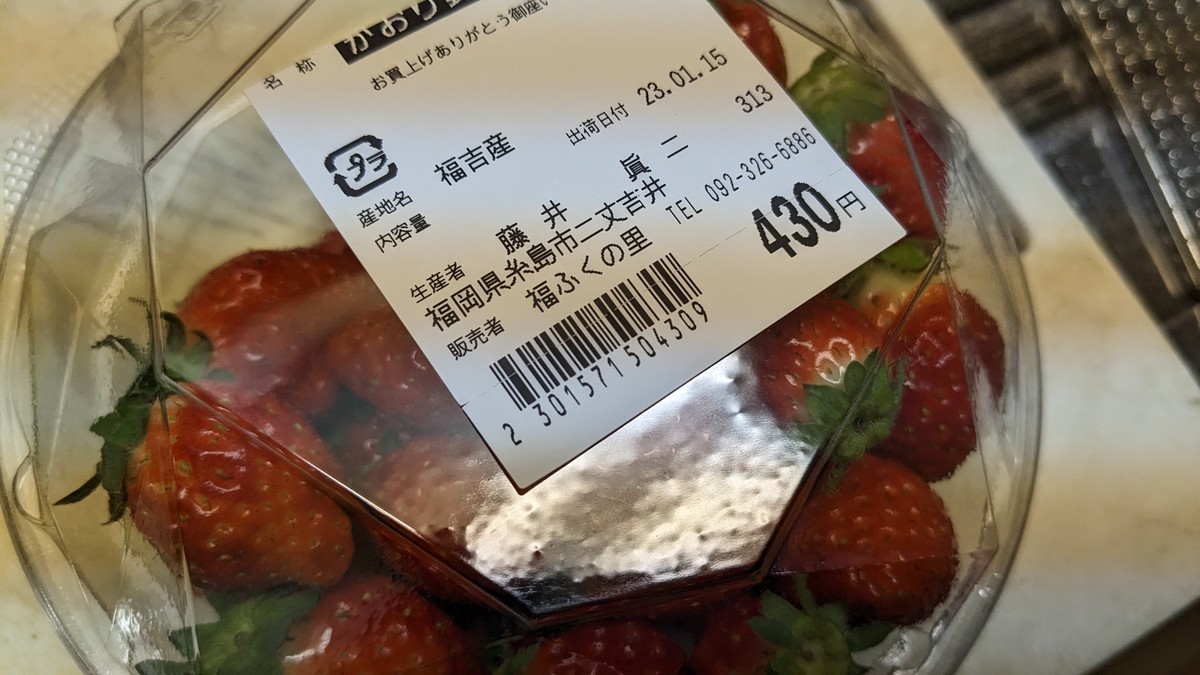 名称 かおり
お買上げありがとう御座い
プラ
福吉産
出荷日付 23.01.15
313
産地名
内容量
生産者 藤井 眞二
福岡県糸島市二丈吉井
販売者 福ふくの里 TEL 092-326-6886
430円
2 301571 504309